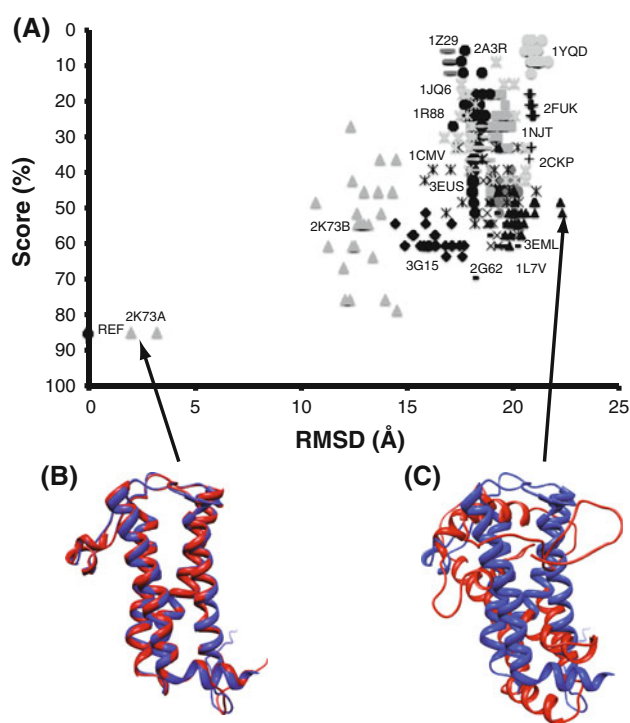 (A)
0
10
20
30
40
50
60
70
80
90
100
Score (%)
1Z29
2A3R
1YQD
1JQ6
2FUK
1R88
1NJT
1CMV
2CKP
3EUS
2K73B
3EML
3G15
2G62
1L7V
2K73A
REF
0
5
10
15
20
25
RMSD (Å)
(B)
(C)